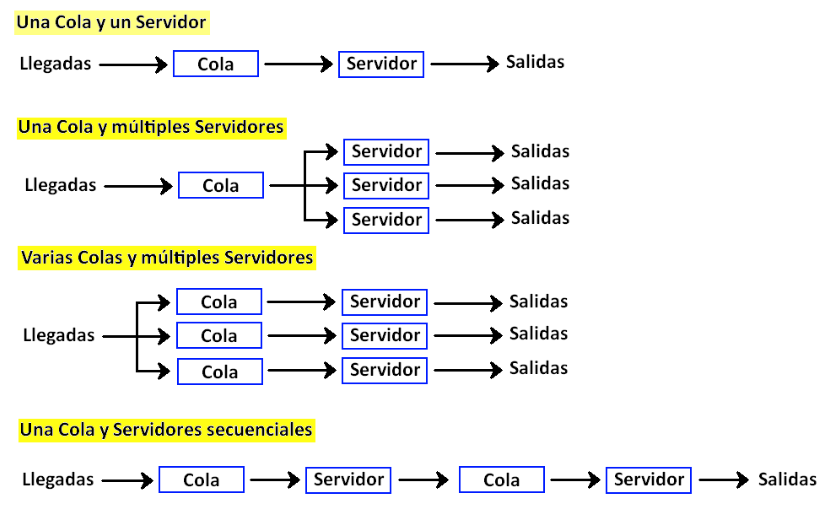 Una Cola y un Servidor
Llegadas Cola Servidor Salidas
Una Cola y múltiples Servidores
Servidor Salidas
Llegadas Cola Servidor Salidas
Servidor Salidas
Varias Colas y múltiples Servidores
Cola Servidor Salidas
Llegadas Cola Servidor Salidas
Cola Servidor Salidas
Una Cola y Servidores secuenciales
Llegadas Cola Servidor Cola Servidor Salidas